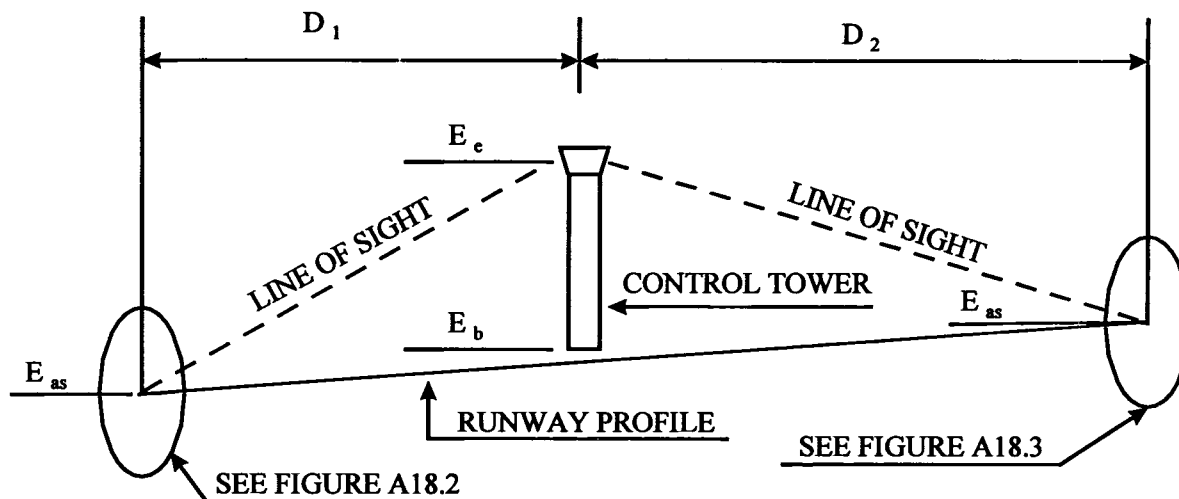 D 1
D 2
E e
LINE OF SIGHT
LINE OF SIGHT
CONTROL TOWER
E as
E b
E as
RUNWAY PROFILE
SEE FIGURE A18.3
SEE FIGURE A18.2